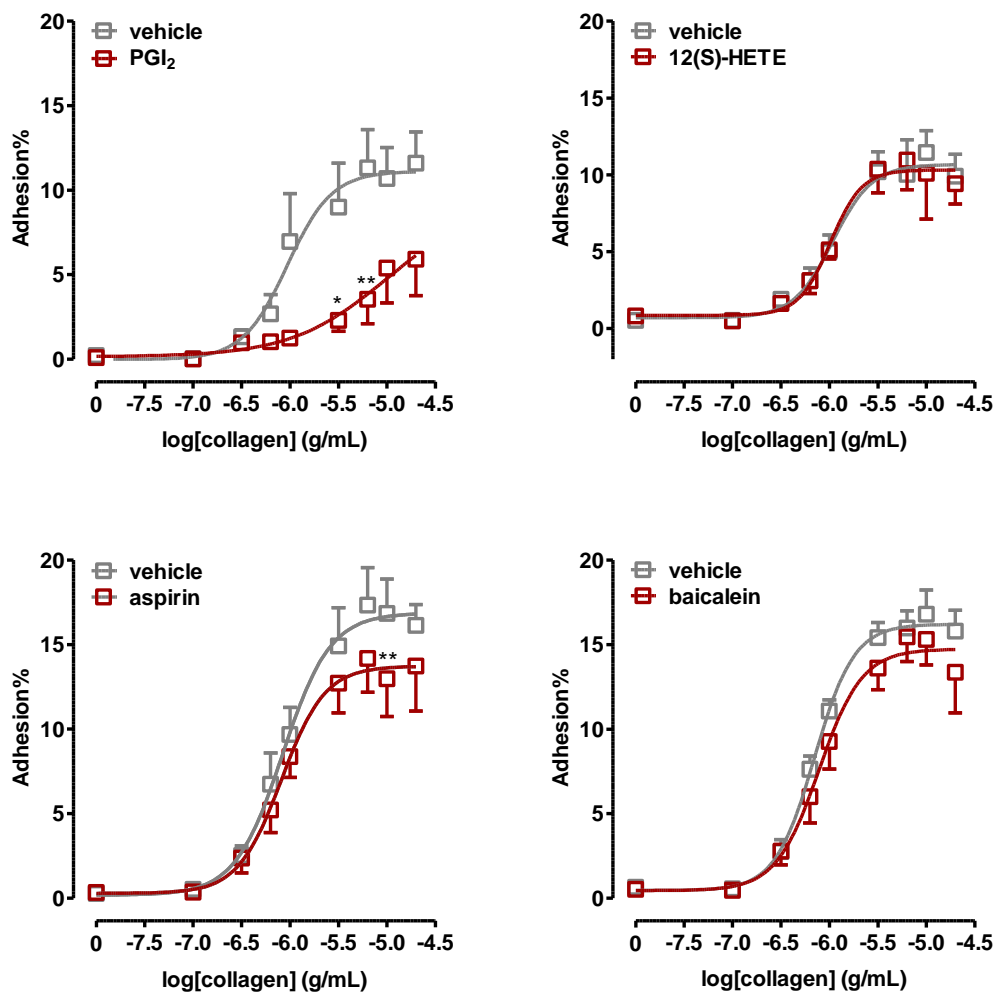 20
vehicle
PGI₂
15
10
5
0
Adhesion%
*
**
0 -7.5 -7.0 -6.5 -6.0 -5.5 -5.0 -4.5
log[collagen] (g/mL)
20
vehicle
12(S)-HETE
15
10
5
0
Adhesion%
0 -7.5 -7.0 -6.5 -6.0 -5.5 -5.0 -4.5
log[collagen] (g/mL)
20
vehicle
aspirin
15
10
5
0
Adhesion%
**
0 -7.5 -7.0 -6.5 -6.0 -5.5 -5.0 -4.5
log[collagen] (g/mL)
20
vehicle
baicalein
15
10
5
0
Adhesion%
0 -7.5 -7.0 -6.5 -6.0 -5.5 -5.0 -4.5
log[collagen] (g/mL)